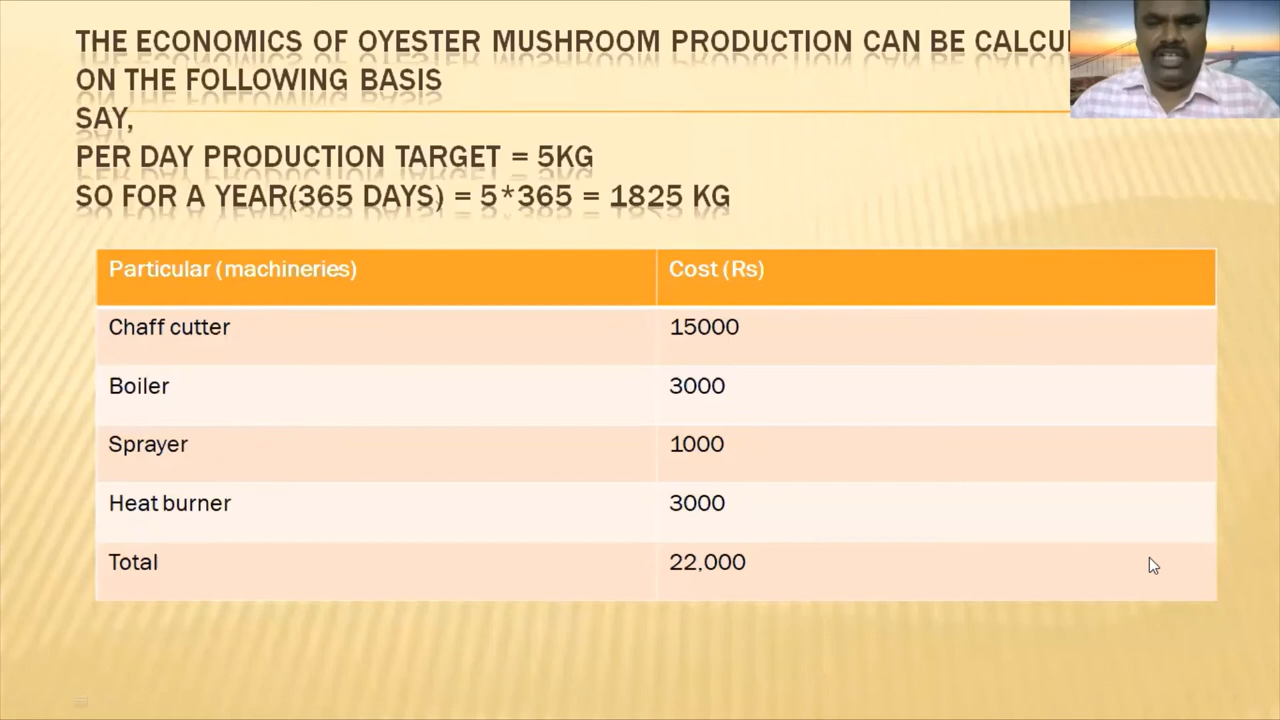 THE ECONOMICS OF OYESTER MUSHROOM PRODUCTION CAN BE
ON THE FOLLOWING BASIS
SAY,
PER DAY PRODUCTION TARGET = 5KG
SO FOR A YEAR(365 DAYS) = 5*365 = 1825 KG
Particular (machineries) Cost (Rs)
Chaff cutter 15000
Boiler 3000
Sprayer 1000
Heat burner 3000
Total 22,000